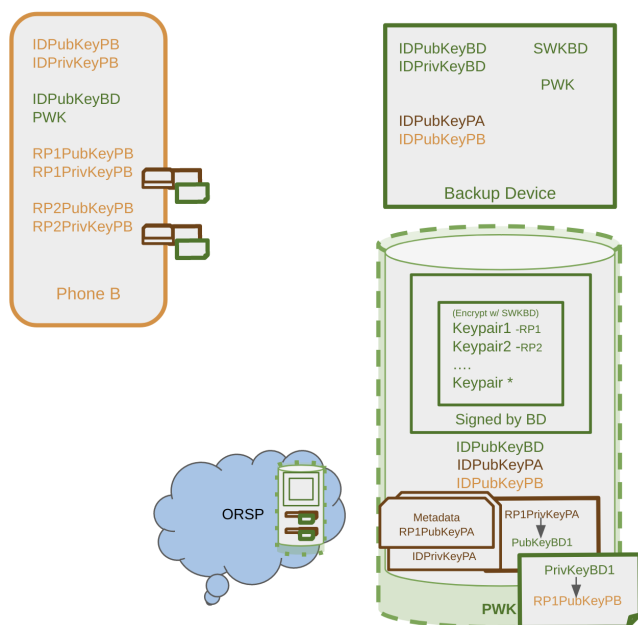 IDPubKeyPB
IDPrivKeyPB
IDPubKeyBD
PWK
RP1PubKeyPB
RP1PrivKeyPB
RP2PubKeyPB
RP2PrivKeyPB
Phone B
IDPubKeyBD SWKBD
IDPrivKeyBD
PWK
IDPubKeyPA
IDPubKeyPB
Backup Device
(Encrypt w/ SWKBD)
Keypair1 -RP1
Keypair2 -RP2
....
Keypair *
Signed by BD
IDPubKeyBD
IDPubKeyPA
IDPubKeyPB
Metadata
RP1PubKeyPA
IDPrivKeyPA
RP1PrivKeyPA
PubKeyBD1
PrivKeyBD1
RP1PubKeyPB
PWK
ORSP